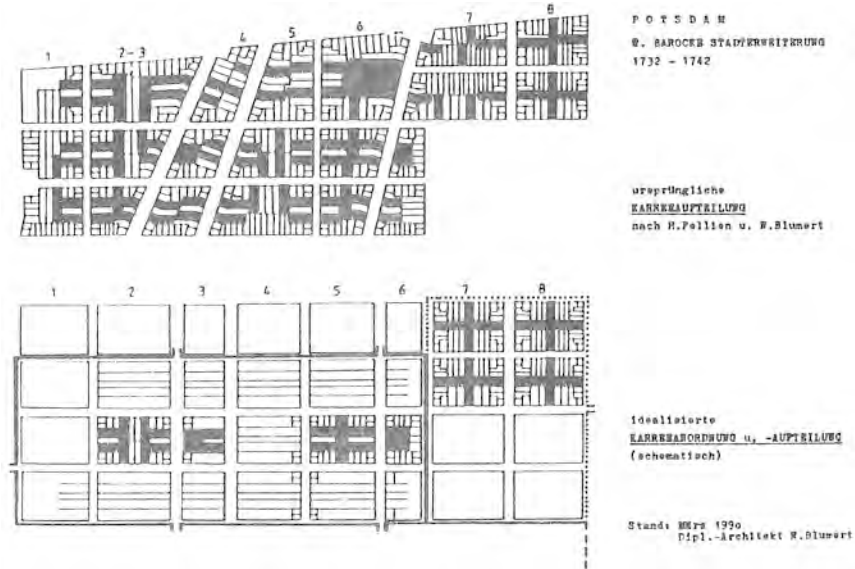 1
2-3
4
5
6
7
8
POTSDAM
2. BAROCKE STADTERWEITERUNG
1732 - 1742
ursprüngliche
KARREEAUFTEILUNG
nach H.Fellien u. W.Blumert
1
2
3
4
5
6
7
8
idealisierte
KARREEANORDNUNG u. -AUFTEILUNG
(schematisch)
Stand: März 1990
Dipl.-Architekt W.Blumert